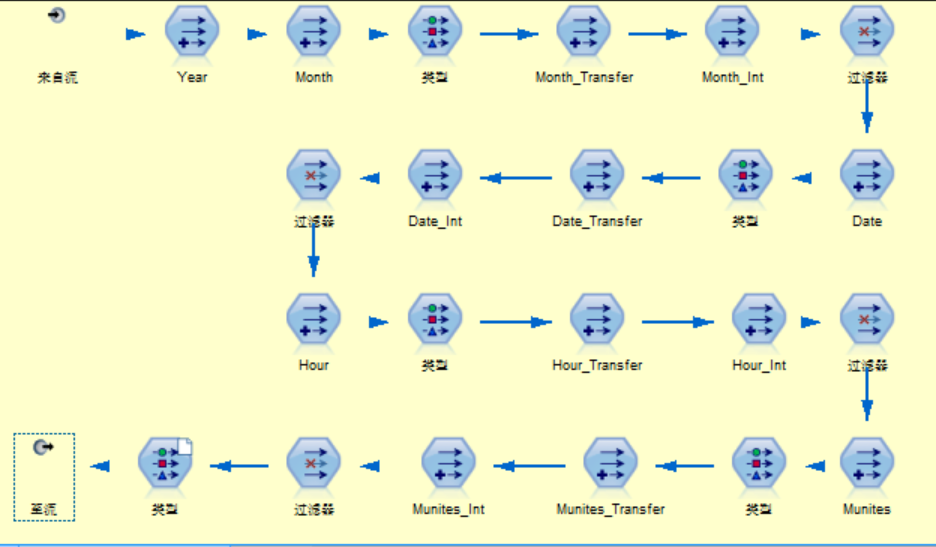 来自流
Year
Month
类型
Month_Transfer
Month_Int
过滤器
过滤器
Date_Int
Date_Transfer
类型
Date
Hour
类型
Hour_Transfer
Hour_Int
过滤器
至流
类型
过滤器
Munites_Int
Munites_Transfer
类型
Munites